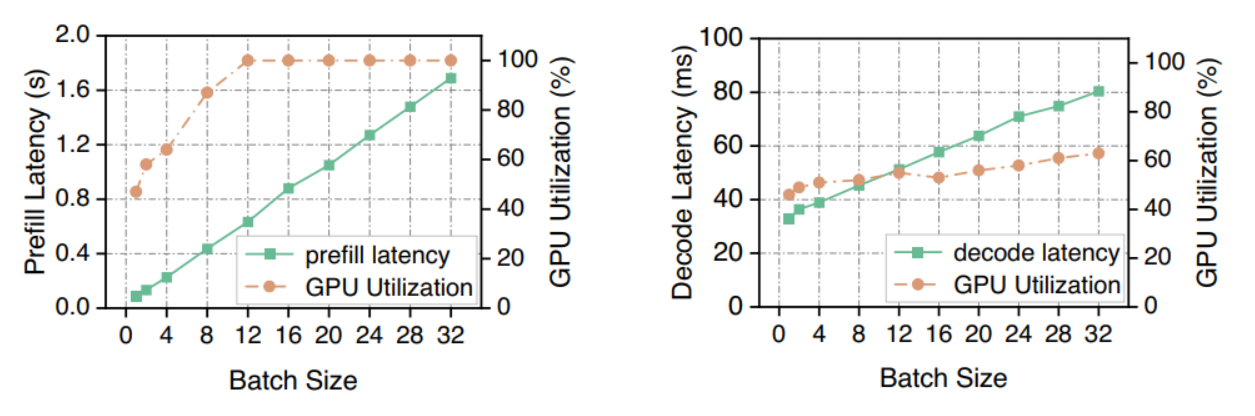 Prefill Latency (s)
2.0
1.6
1.2
0.8
0.4
0.0
100
80
60
40
20
0
GPU Utilization (%)
prefill latency
GPU Utilization
0 4 8 12 16 20 24 28 32
Batch Size
Decode Latency (ms)
100
80
60
40
20
0
100
80
60
40
20
0
GPU Utilization (%)
decode latency
GPU Utilization
0 4 8 12 16 20 24 28 32
Batch Size